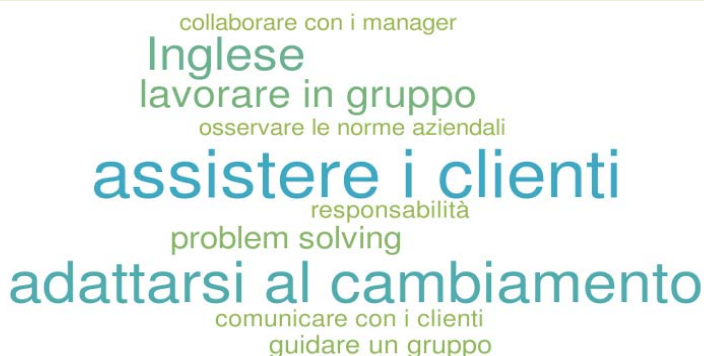 collaborare con i manager
Inglese
lavorare in gruppo
osservare le norme aziendali
assistere i clienti
responsabilità
problem solving
adattarsi al cambiamento
comunicare con i clienti
guidare un gruppo